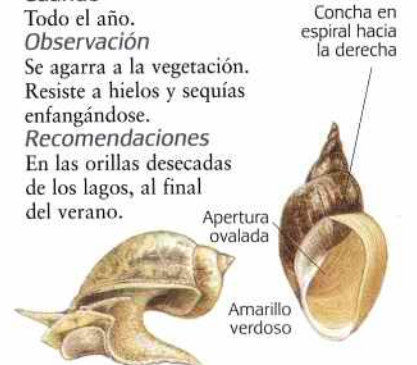 Todo el año.
Observación
Se agarra a la vegetación.
Resiste a hielos y sequías
enfangándose.
Recomendaciones
En las orillas desecadas
de los lagos, al final
del verano.
Concha en
espiral hacia
la derecha
Apertura
ovalada
Amarillo
verdoso